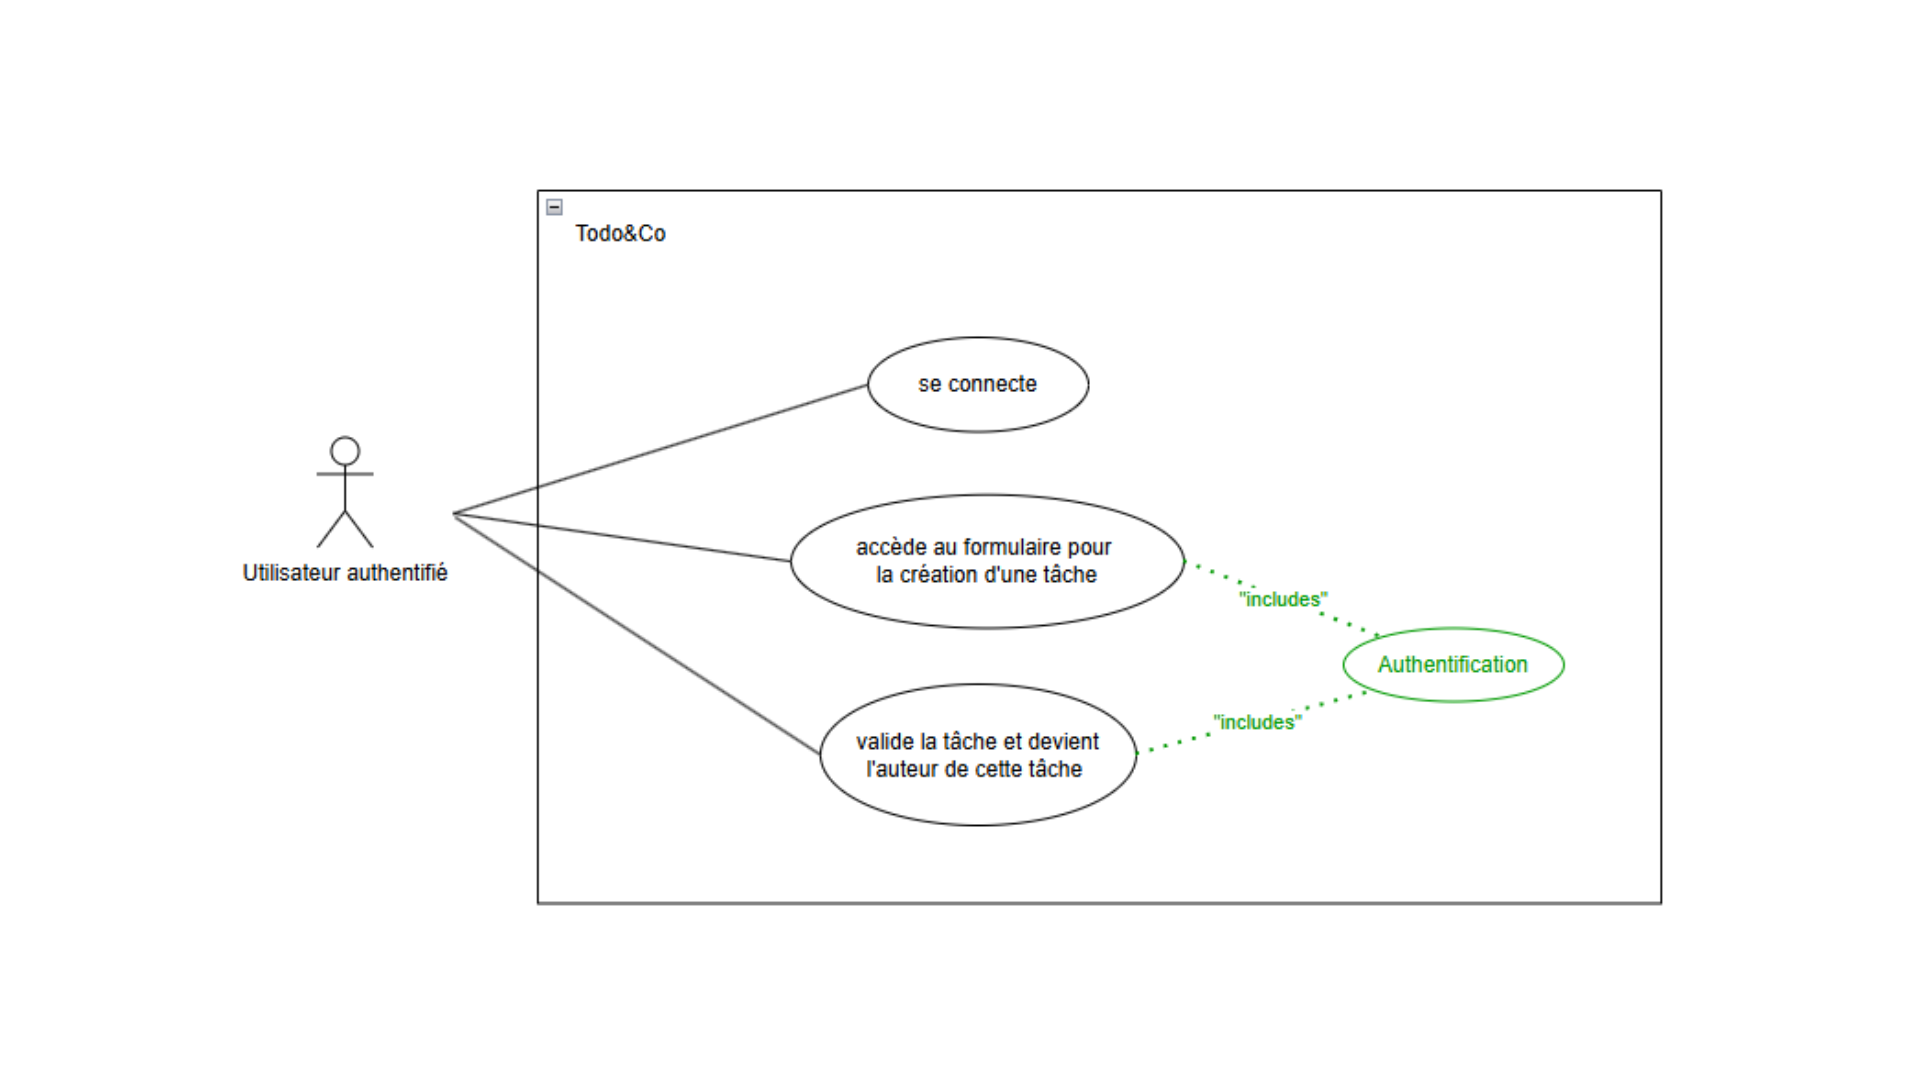 Todo&Co
se connecte
Utilisateur authentifié
accède au formulaire pour
la création d'une tâche
"includes"
Authentification
"includes"
valide la tâche et devient
l'auteur de cette tâche